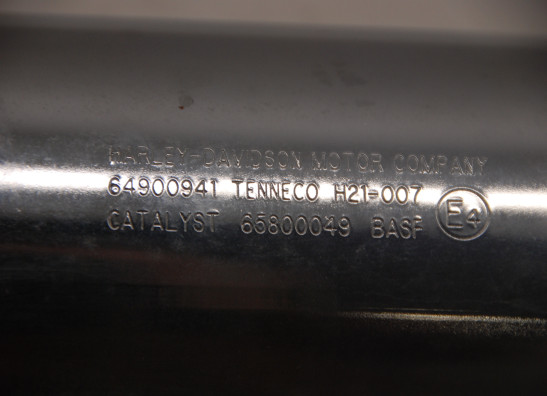 HARLEY-DAVIDSON MOTOR COMPANY
64900941 TENNECO H21-007
CATALYST 65800049 BASF E4